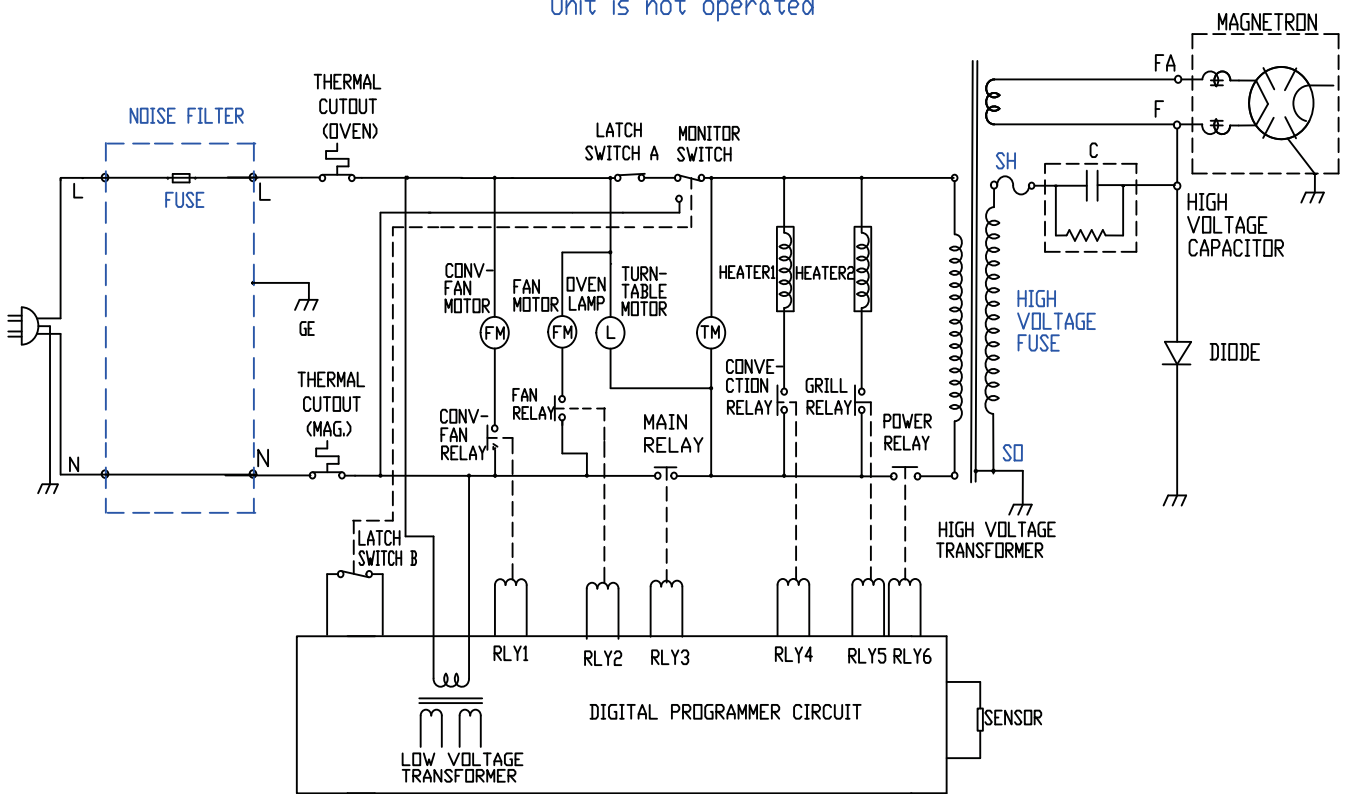 Unit is not operated
MAGNETRON
FA
F
THERMAL
CUTOUT
(OVEN)
NOISE FILTER
LATCH
SWITCH A
MONITOR
SWITCH
C
SH
L
FUSE
L
HIGH
VOLTAGE
CAPACITOR
CONV-
FAN
MOTOR
FAN
MOTOR
OVEN
LAMP
TURN-
TABLE
MOTOR
HEATER1
HEATER2
HIGH
VOLTAGE
FUSE
GE
FM
FM
L
TM
DIODE
THERMAL
CUTOUT
(MAG.)
CONV-
FAN
RELAY
FAN
RELAY
MAIN
RELAY
CONVE-
CTION
RELAY
GRILL
RELAY
POWER
RELAY
N
N
SO
HIGH VOLTAGE
TRANSFORMER
LATCH
SWITCH B
RLY1
RLY2
RLY3
RLY4
RLY5
RLY6
DIGITAL PROGRAMMER CIRCUIT
SENSOR
LOW VOLTAGE
TRANSFORMER